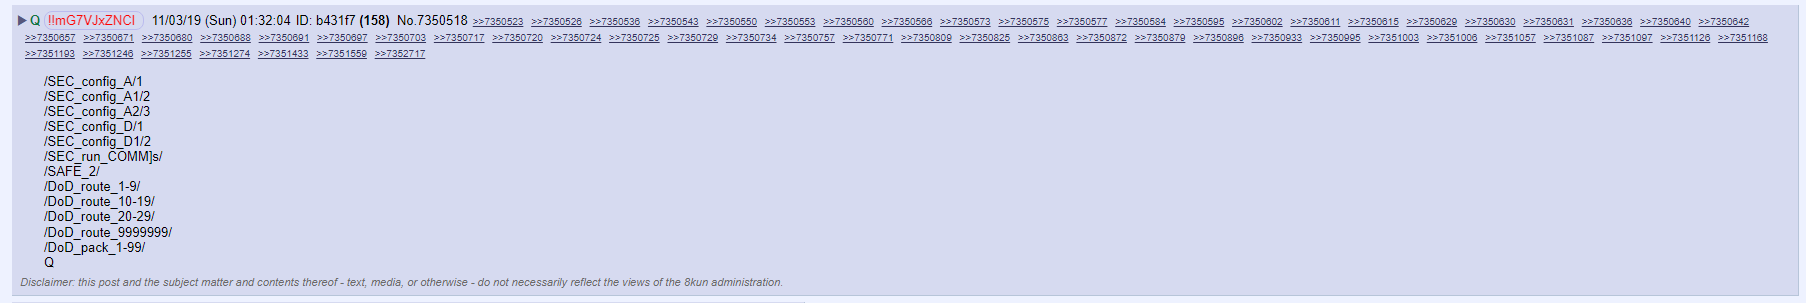 ▶ Q !!mG7VJxZNCI 11/03/19 (Sun) 01:32:04 ID: b431f7 (158) No.7350518 >>7350523 >>7350526 >>7350536 >>7350543 >>7350550 >>7350553 >>7350560 >>7350566 >>7350573 >>7350575 >>7350577 >>7350584 >>7350595 >>7350602 >>7350611 >>7350615 >>7350629 >>7350630 >>7350631 >>7350636 >>7350640 >>7350642
>>7350657 >>7350671 >>7350680 >>7350688 >>7350691 >>7350697 >>7350703 >>7350717 >>7350720 >>7350724 >>7350725 >>7350729 >>7350734 >>7350757 >>7350771 >>7350809 >>7350825 >>7350863 >>7350872 >>7350879 >>7350896 >>7350933 >>7350995 >>7351003 >>7351006 >>7351057 >>7351087 >>7351097 >>7351126 >>7351168
>>7351193 >>7351246 >>7351255 >>7351274 >>7351433 >>7351559 >>7352717
/SEC_config_A/1
/SEC_config_A1/2
/SEC_config_A2/3
/SEC_config_D/1
/SEC_config_D1/2
/SEC_run_COMM]s/
/SAFE_2/
/DoD_route_1-9/
/DoD_route_10-19/
/DoD_route_20-29/
/DoD_route_9999999/
/DoD_pack_1-99/
Q
Disclaimer: this post and the subject matter and contents thereof - text, media, or otherwise - do not necessarily reflect the views of the 8kun administration.